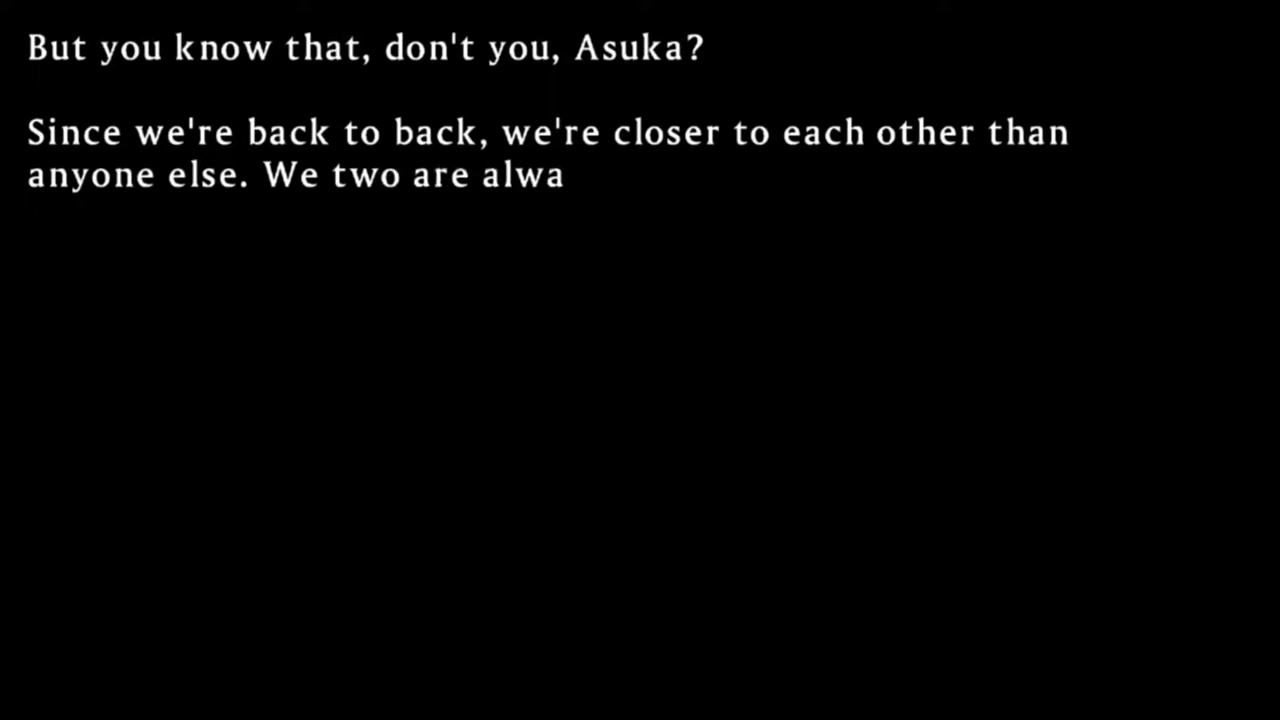 But you know that, don't you, Asuka?
Since we're back to back, we're closer to each other than
anyone else. We two are alwa